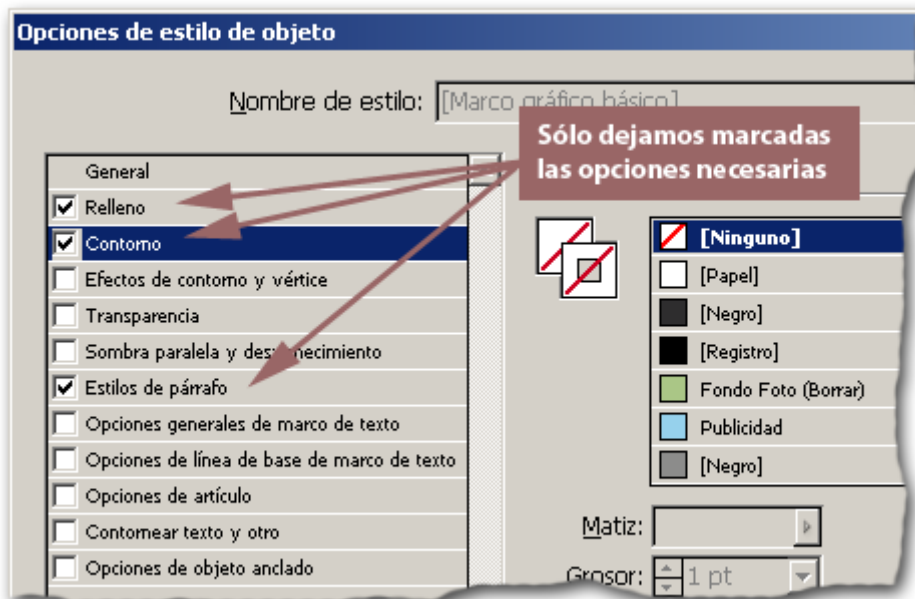 Opciones de estilo de objeto
Nombre de estilo: [Marco gráfico básico]
Sólo dejamos marcadas
las opciones necesarias
General
Relleno
Contorno
Efectos de contorno y vértice
Transparencia
Sombra paralela y desvanecimiento
Estilos de párrafo
Opciones generales de marco de texto
Opciones de línea de base de marco de texto
Opciones de artículo
Contornear texto y otro
Opciones de objeto anclado
[Ninguno]
[Papel]
[Negro]
[Registro]
Fondo Foto (Borrar)
Publicidad
[Negro]
Matiz:
Grosor: 1 pt